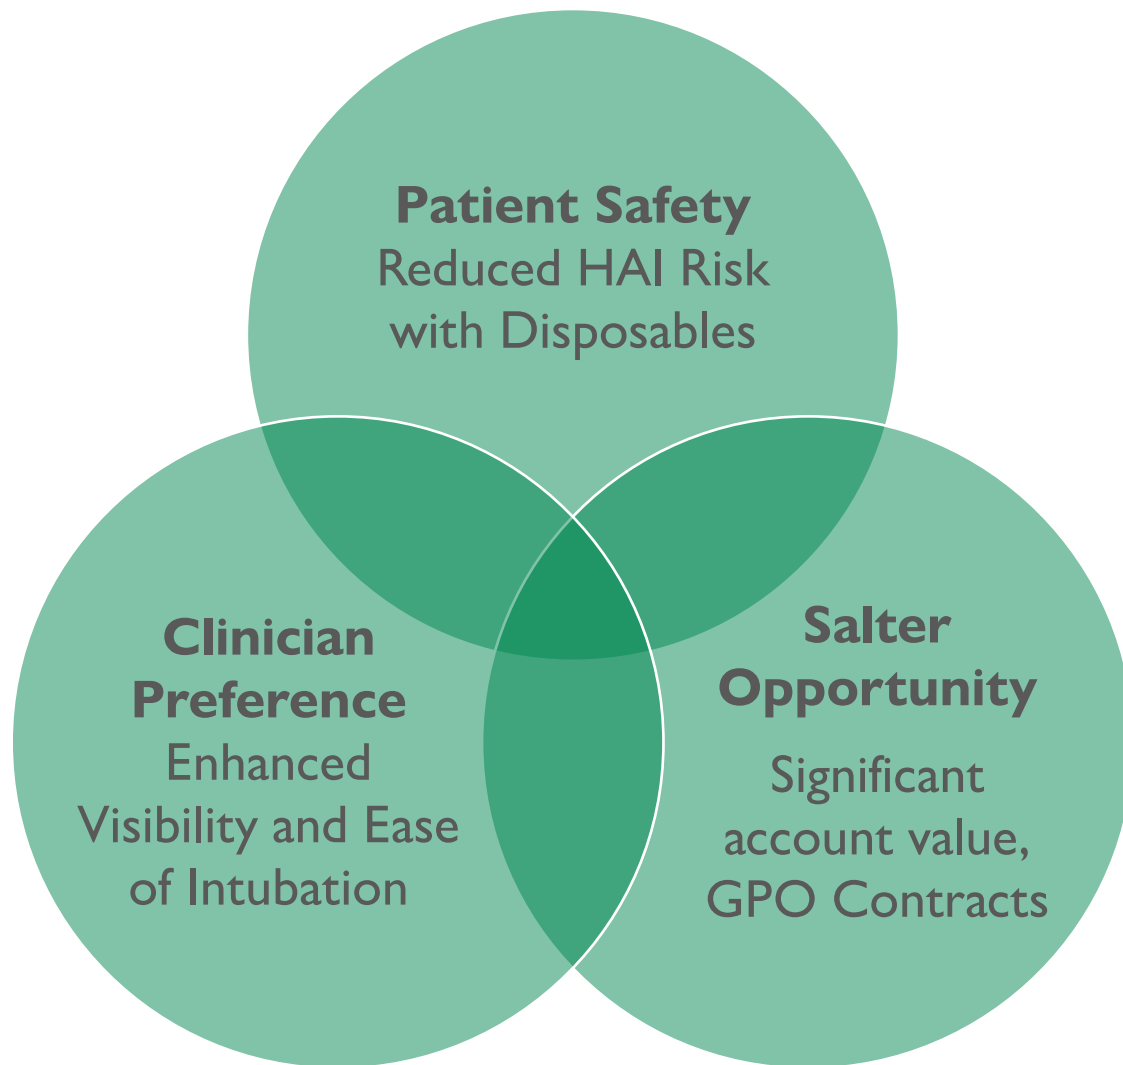 Patient Safety
Reduced HAI Risk
with Disposables
Clinician
Preference
Enhanced
Visibility and Ease
of Intubation
Salter
Opportunity
Significant
account value,
GPO Contracts